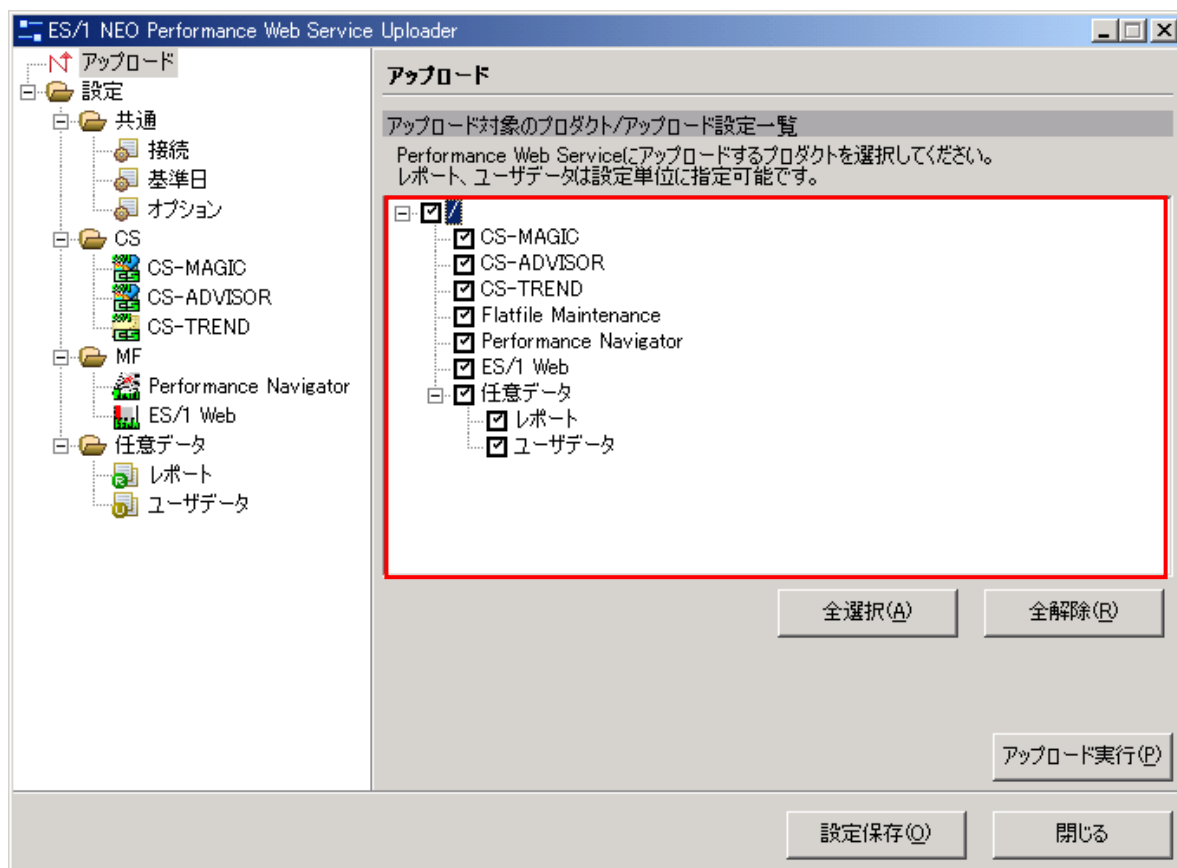 ES/1 NEO Performance Web Service Uploader
アップロード
設定
共通
接続
基準日
オプション
CS
CS-MAGIC
CS-ADVISOR
CS-TREND
MF
Performance Navigator
ES/1 Web
任意データ
レポート
ユーザデータ
アップロード
アップロード対象のプロダクト/アップロード設定一覧
Performance Web Serviceにアップロードするプロダクトを選択してください。
レポート、ユーザデータは設定単位に指定可能です。
/
CS-MAGIC
CS-ADVISOR
CS-TREND
Flatfile Maintenance
Performance Navigator
ES/1 Web
任意データ
レポート
ユーザデータ
全選択(A)
全解除(R)
アップロード実行(P)
設定保存(O)
閉じる